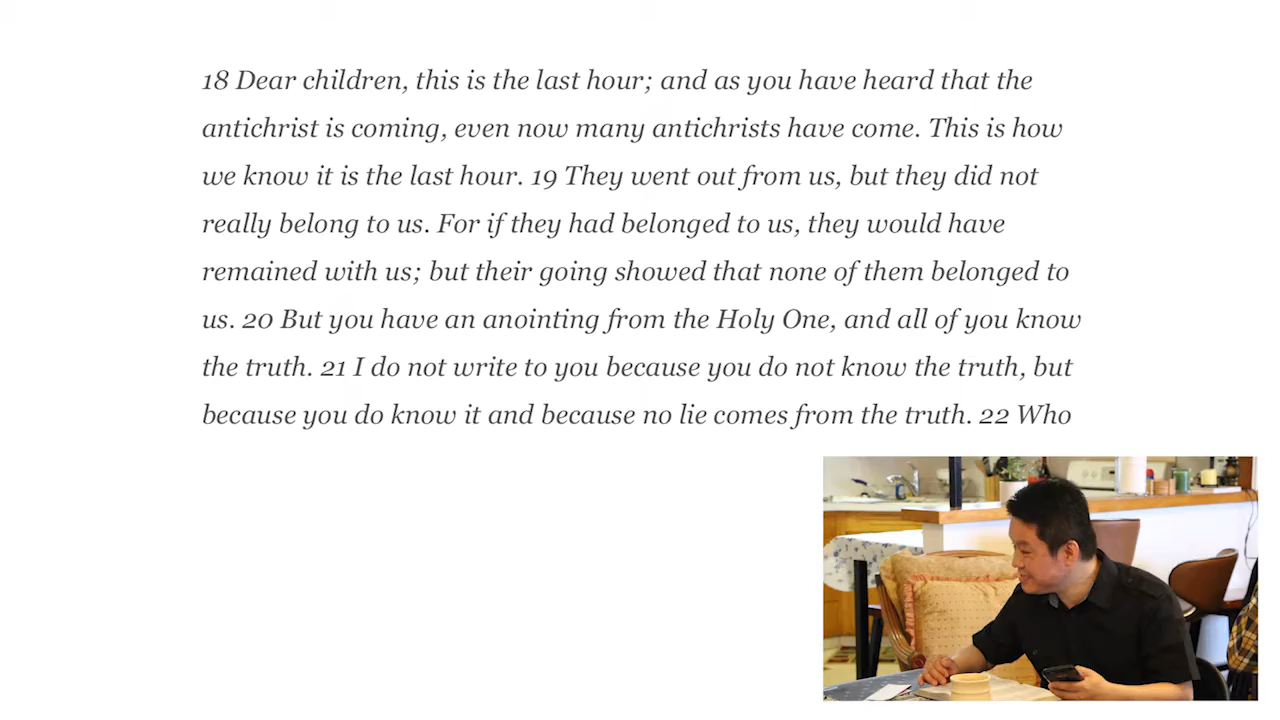 18 Dear children, this is the last hour; and as you have heard that the
antichrist is coming, even now many antichrists have come. This is how
we know it is the last hour. 19 They went out from us, but they did not
really belong to us. For if they had belonged to us, they would have
remained with us; but their going showed that none of them belonged to
us. 20 But you have an anointing from the Holy One, and all of you know
the truth. 21 I do not write to you because you do not know the truth, but
because you do know it and because no lie comes from the truth. 22 Who